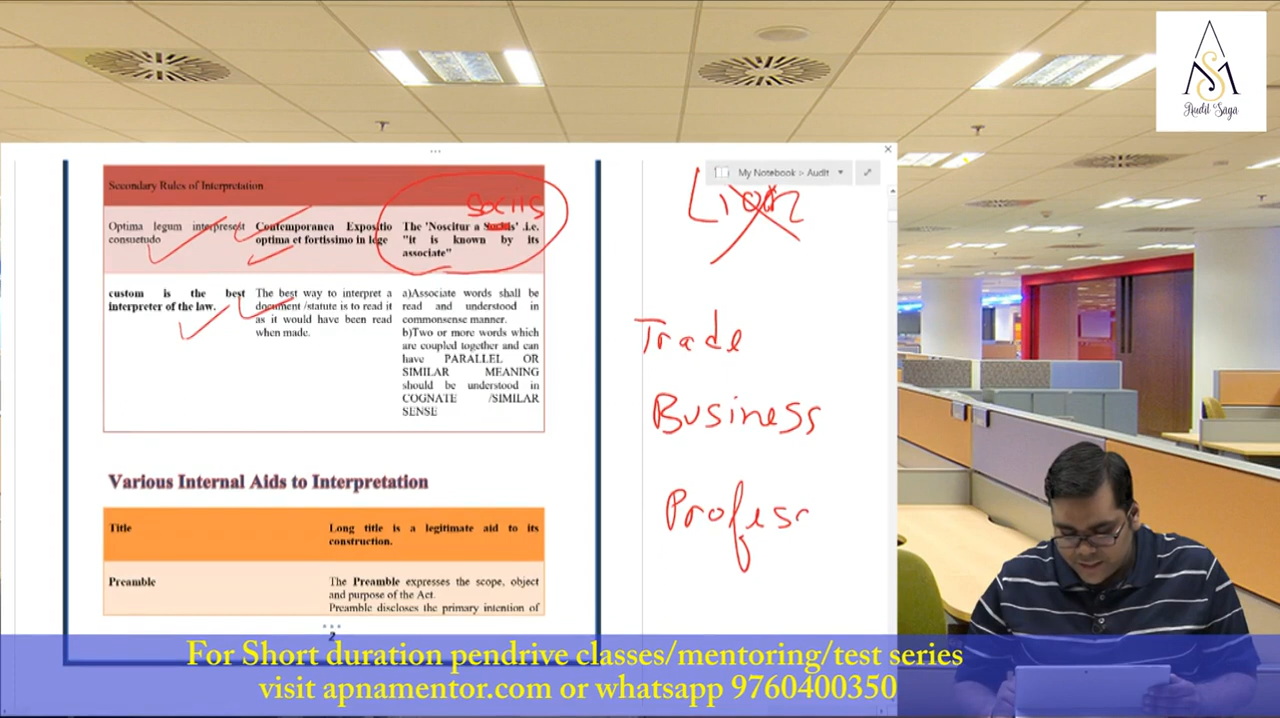 Audit Saga
My Notebook > Audit
Secondary Rules of Interpretation
Optima legum interpresest
consuetudo
Contemporanea Expositio
optima et fortissimo in lege
Sociis
The 'Noscitur a .i.e.
"it is known by its
associate"
custom is the best
interpreter of the law.
The best way to interpret a
document /statute is to read it
as it would have been read
when made.
a)Associate words shall be
read and understood in
commonsense manner.
b)Two or more words which
are coupled together and can
have PARALLEL OR
SIMILAR MEANING
should be understood in
COGNATE /SIMILAR
SENSE
Trade
Business
Profess
Various Internal Aids to Interpretation
Title
Long title is a legitimate aid to its
construction.
Preamble
The Preamble expresses the scope, object
and purpose of the Act.
Preamble discloses the primary intention of
2
For Short duration pendrive classes/mentoring/test series
visit apnamentor.com or whatsapp 9760400350